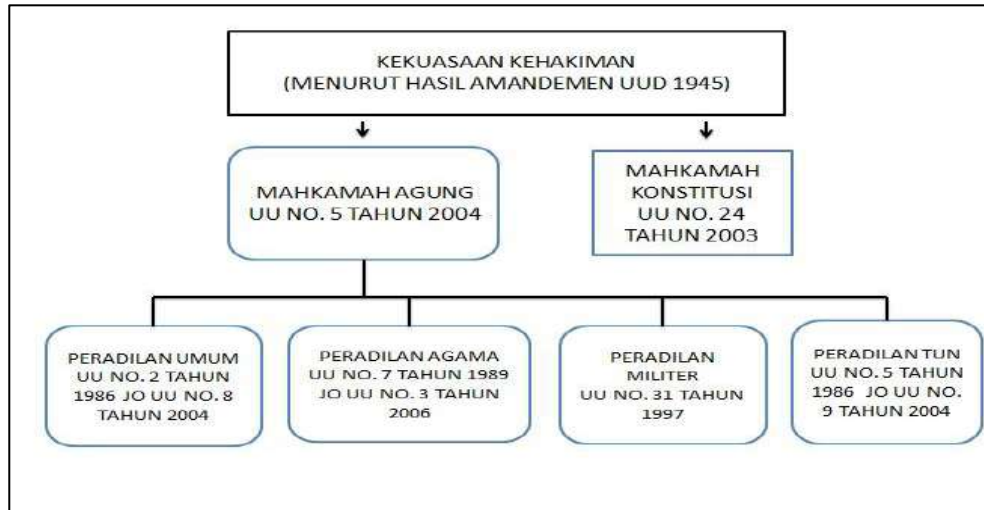 KEKUASAAN KEHAKIMAN
(MENURUT HASIL AMANDEMEN UUD 1945)
MAHKAMAH AGUNG
UU NO. 5 TAHUN 2004
MAHKAMAH
KONSTITUSI
UU NO. 24
TAHUN 2003
PERADILAN UMUM
UU NO. 2 TAHUN
1986 JO UU NO. 8
TAHUN 2004
PERADILAN AGAMA
UU NO. 7 TAHUN 1989
JO UU NO. 3 TAHUN
2006
PERADILAN
MILITER
UU NO. 31 TAHUN
1997
PERADILAN TUN
UU NO. 5 TAHUN
1986 JO UU NO.
9 TAHUN 2004